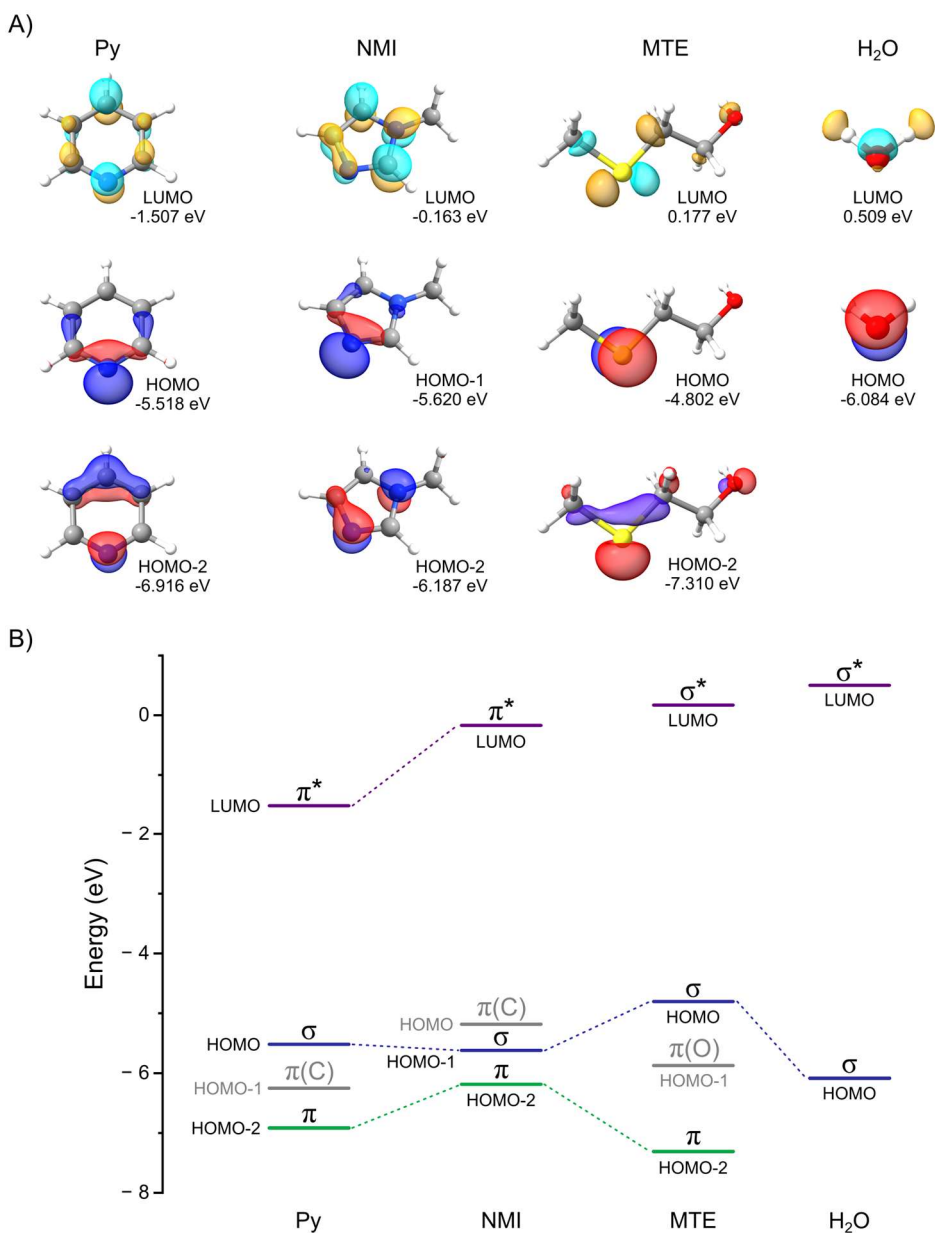 A)
Py NMI MTE H₂O
LUMO
-1.507 eV
LUMO
-0.163 eV
LUMO
0.177 eV
LUMO
0.509 eV
HOMO
-5.518 eV
HOMO-1
-5.620 eV
HOMO
-4.802 eV
HOMO
-6.084 eV
HOMO-2
-6.916 eV
HOMO-2
-6.187 eV
HOMO-2
-7.310 eV
B)
Energy (eV)
0
− 2
− 4
− 6
− 8
LUMO π*
HOMO σ
HOMO-1 π(C)
HOMO-2 π
π*
LUMO
HOMO π(C)
HOMO-1 σ
π
HOMO-2
σ*
LUMO
σ
HOMO
π(O)
HOMO-1
π
HOMO-2
σ*
LUMO
σ
HOMO
Py NMI MTE H₂O